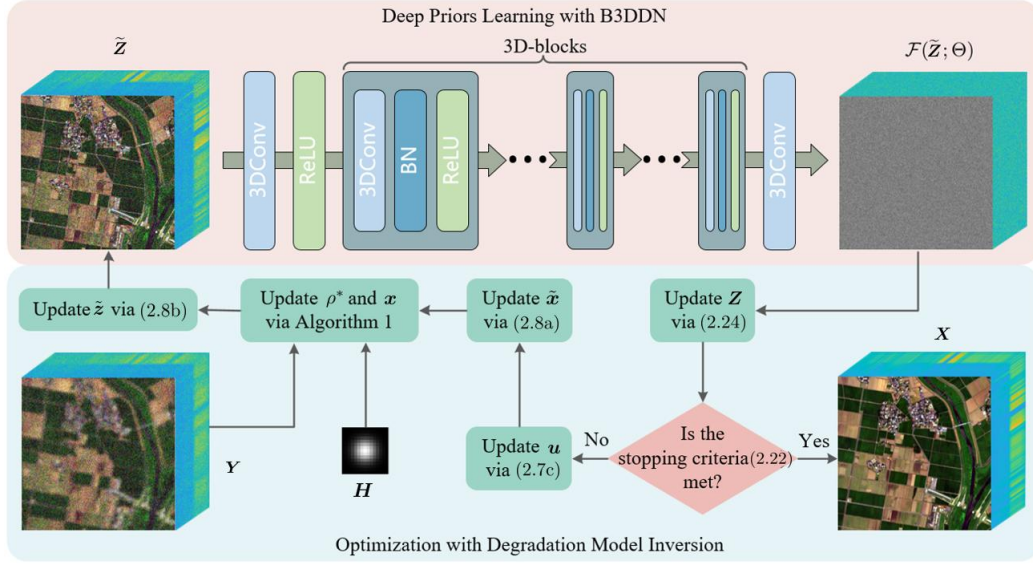 Deep Priors Learning with B3DDN
3D-blocks
Z̃
F(Z̃; Θ)
3DConv
ReLU
3DConv
BN
ReLU
3DConv
Update z̃ via (2.8b)
Update ρ* and x
via Algorithm 1
Update x̃
via (2.8a)
Update Z
via (2.24)
X
Y
H
Update u
via (2.7c)
No
Is the
stopping criteria(2.22)
met?
Yes
Optimization with Degradation Model Inversion